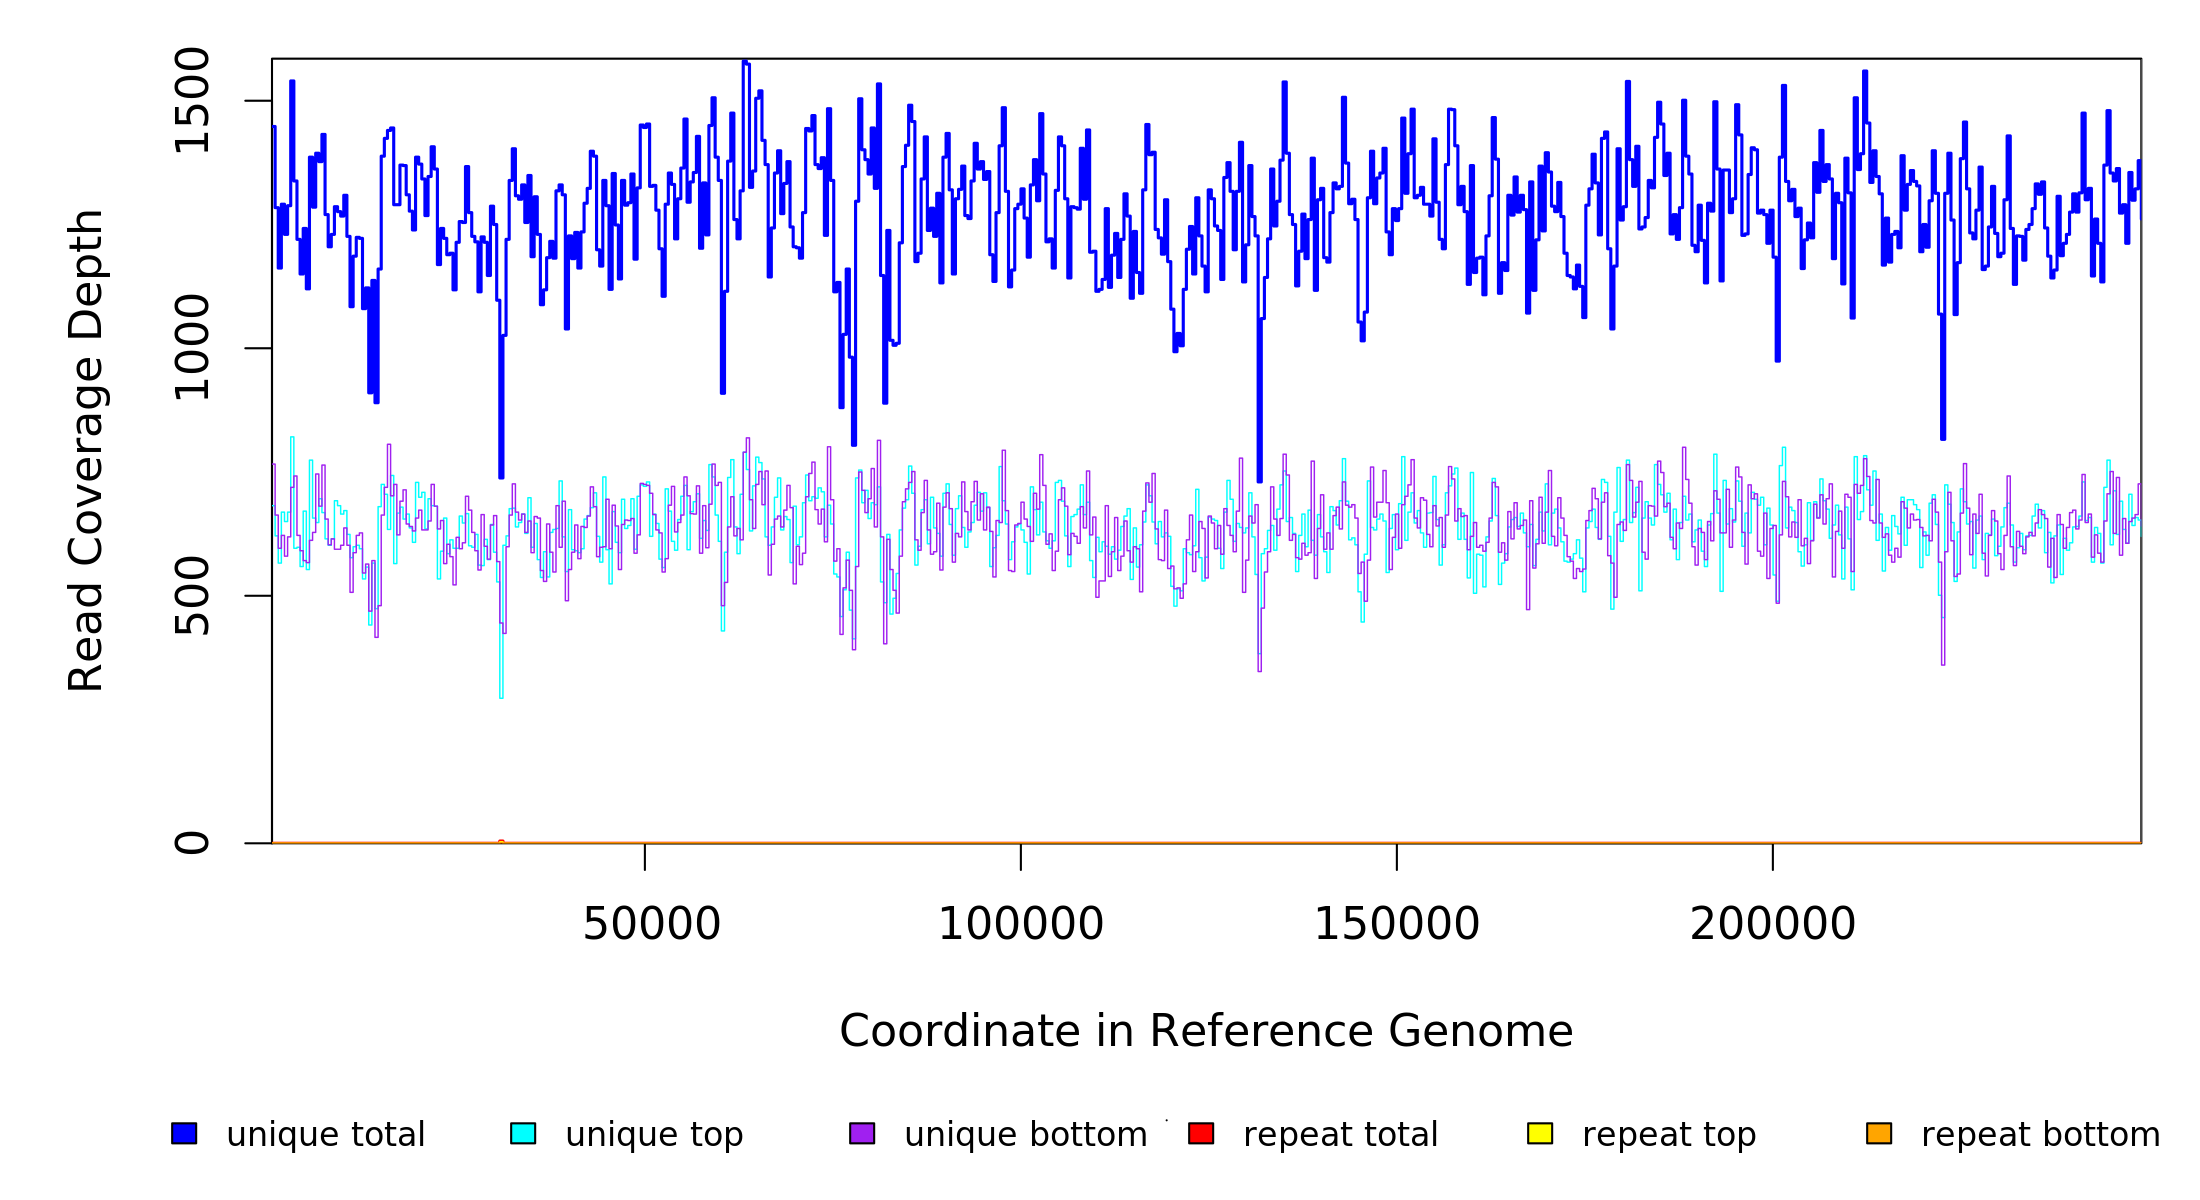 Read Coverage Depth
1500
1000
500
0
50000 100000 150000 200000
Coordinate in Reference Genome
unique total unique top unique bottom repeat total repeat top repeat bottom